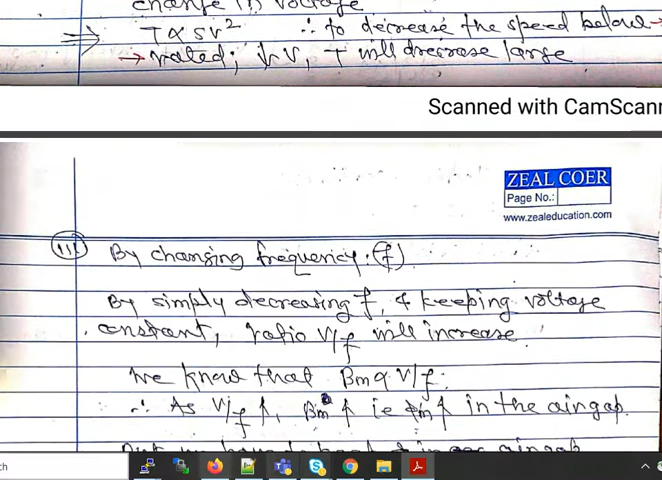 change in voltage
⇒ T α SV² ∴ to decrease the speed below →
→ rated; ↓ V, T will decrease large
Scanned with CamScann
ZEAL COER
Page No.:
www.zealeducation.com
iii) By changing frequency. (f)
By simply decreasing f, & keeping voltage
constant, ratio V/f will increase.
We know that Bm α V/f.
∴ As V/f ↑, Bm ↑ ie ϕm ↑ in the airgap.
airgap
ch